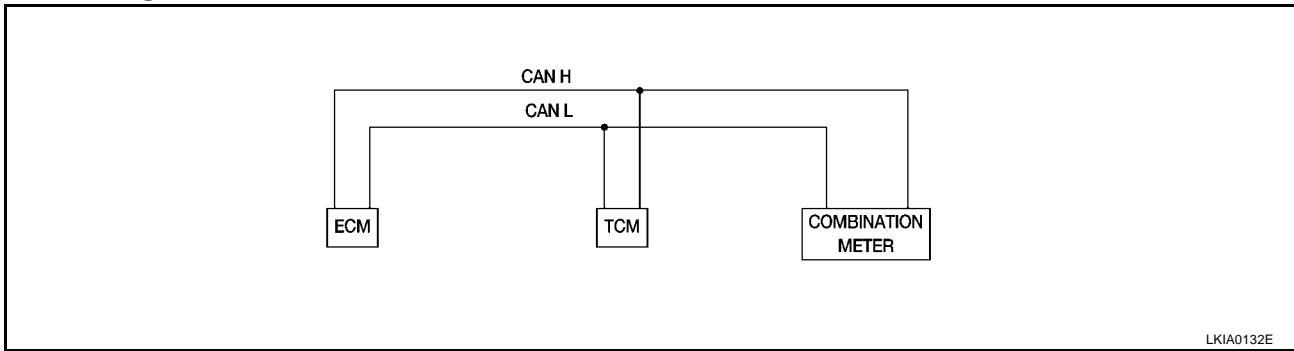 CAN H
CAN L
ECM
TCM
COMBINATION
METER
LKIA0132E